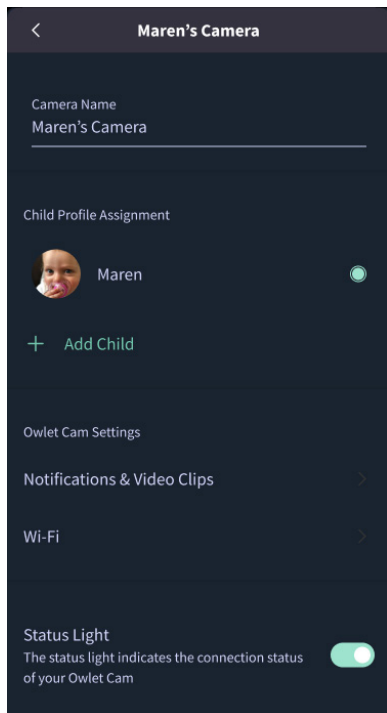 Maren's Camera
Camera Name
Maren's Camera
Child Profile Assignment
Maren
Add Child
Owlet Cam Settings
Notifications & Video Clips
Wi-Fi
Status Light
The status light indicates the connection status
of your Owlet Cam